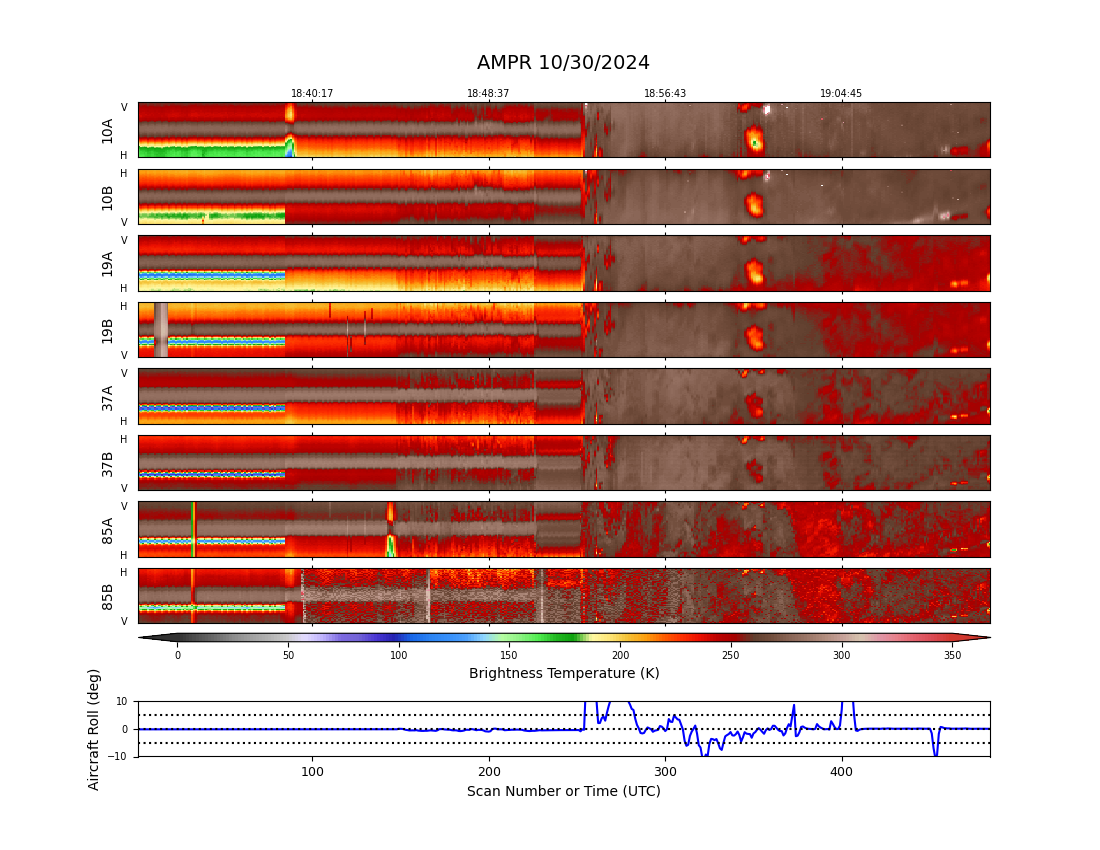 AMPR 10/30/2024
18:40:17 18:48:37 18:56:43 19:04:45
V
10A
H
H
10B
V
V
19A
H
H
19B
V
V
37A
H
H
37B
V
V
85A
H
H
85B
V
0 50 100 150 200 250 300 350
Brightness Temperature (K)
Aircraft Roll (deg)
10
0
−10
100 200 300 400
Scan Number or Time (UTC)